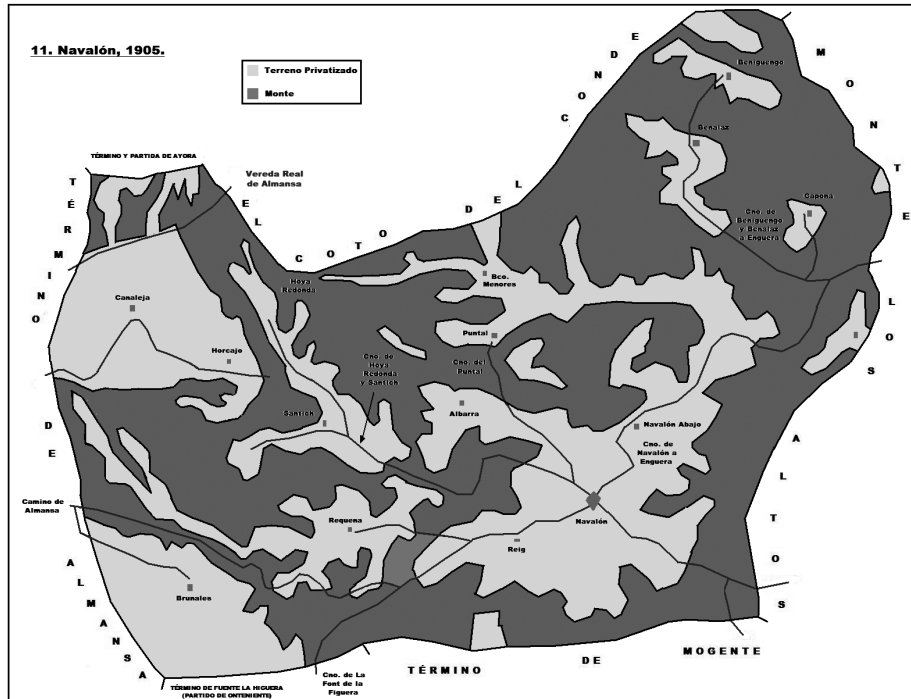 11. Navalón, 1905.
Terreno Privatizado
Monte
EL COTO DEL CONDE
MONTE LOS ALTOS
TÉRMINO DE ALMANSA
TÉRMINO Y PARTIDA DE AYORA
Vereda Real
de Almansa
Beniguengo
Benalaz
Capona
Cno. de
Beniguengo
y Benalaz
a Enguera
Hoya
Redonda
Bco.
Menores
Canaleja
Horcajo
Puntal
Cno. de
Hoya
Redonda
y Santich
Cno. del
Puntal
Santich
Albarra
Navalón Abajo
Cno. de
Navalón a
Enguera
Camino de
Almansa
Requena
Navalón
Reig
Brunales
TÉRMINO DE MOGENTE
Cno. de La
Font de la
Figuera
TÉRMINO DE FUENTE LA HIGUERA
(PARTIDO DE ONTENIENTE)